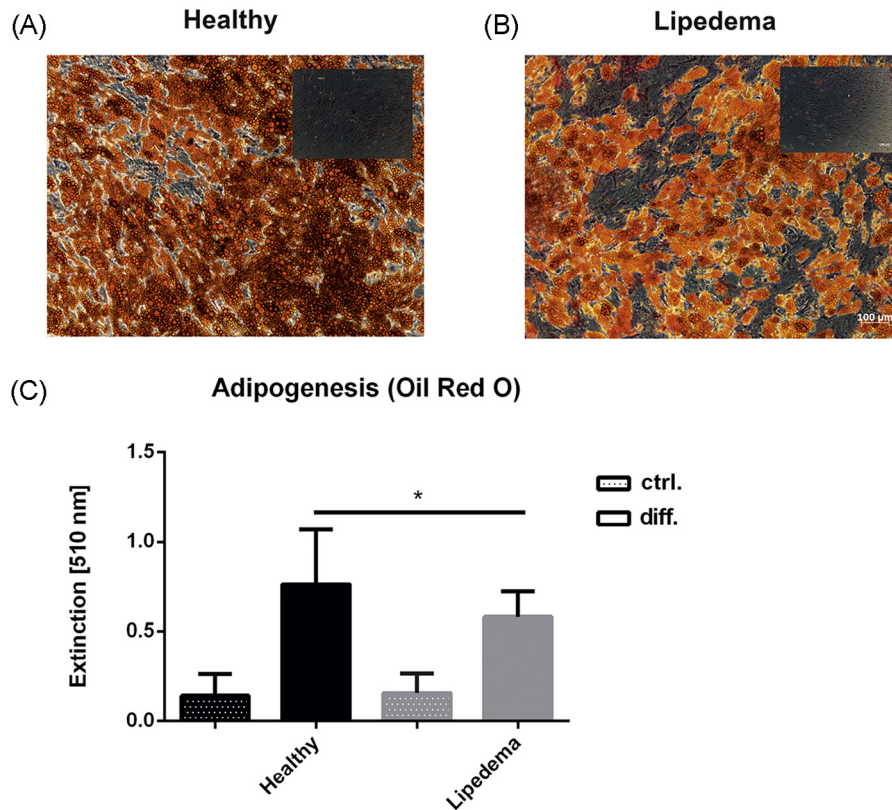 (A)
Healthy
(B)
Lipedema
100 µm
(C)
Adipogenesis (Oil Red O)
Extinction [510 nm]
1.5
1.0
0.5
0.0
*
ctrl.
diff.
Healthy
Lipedema